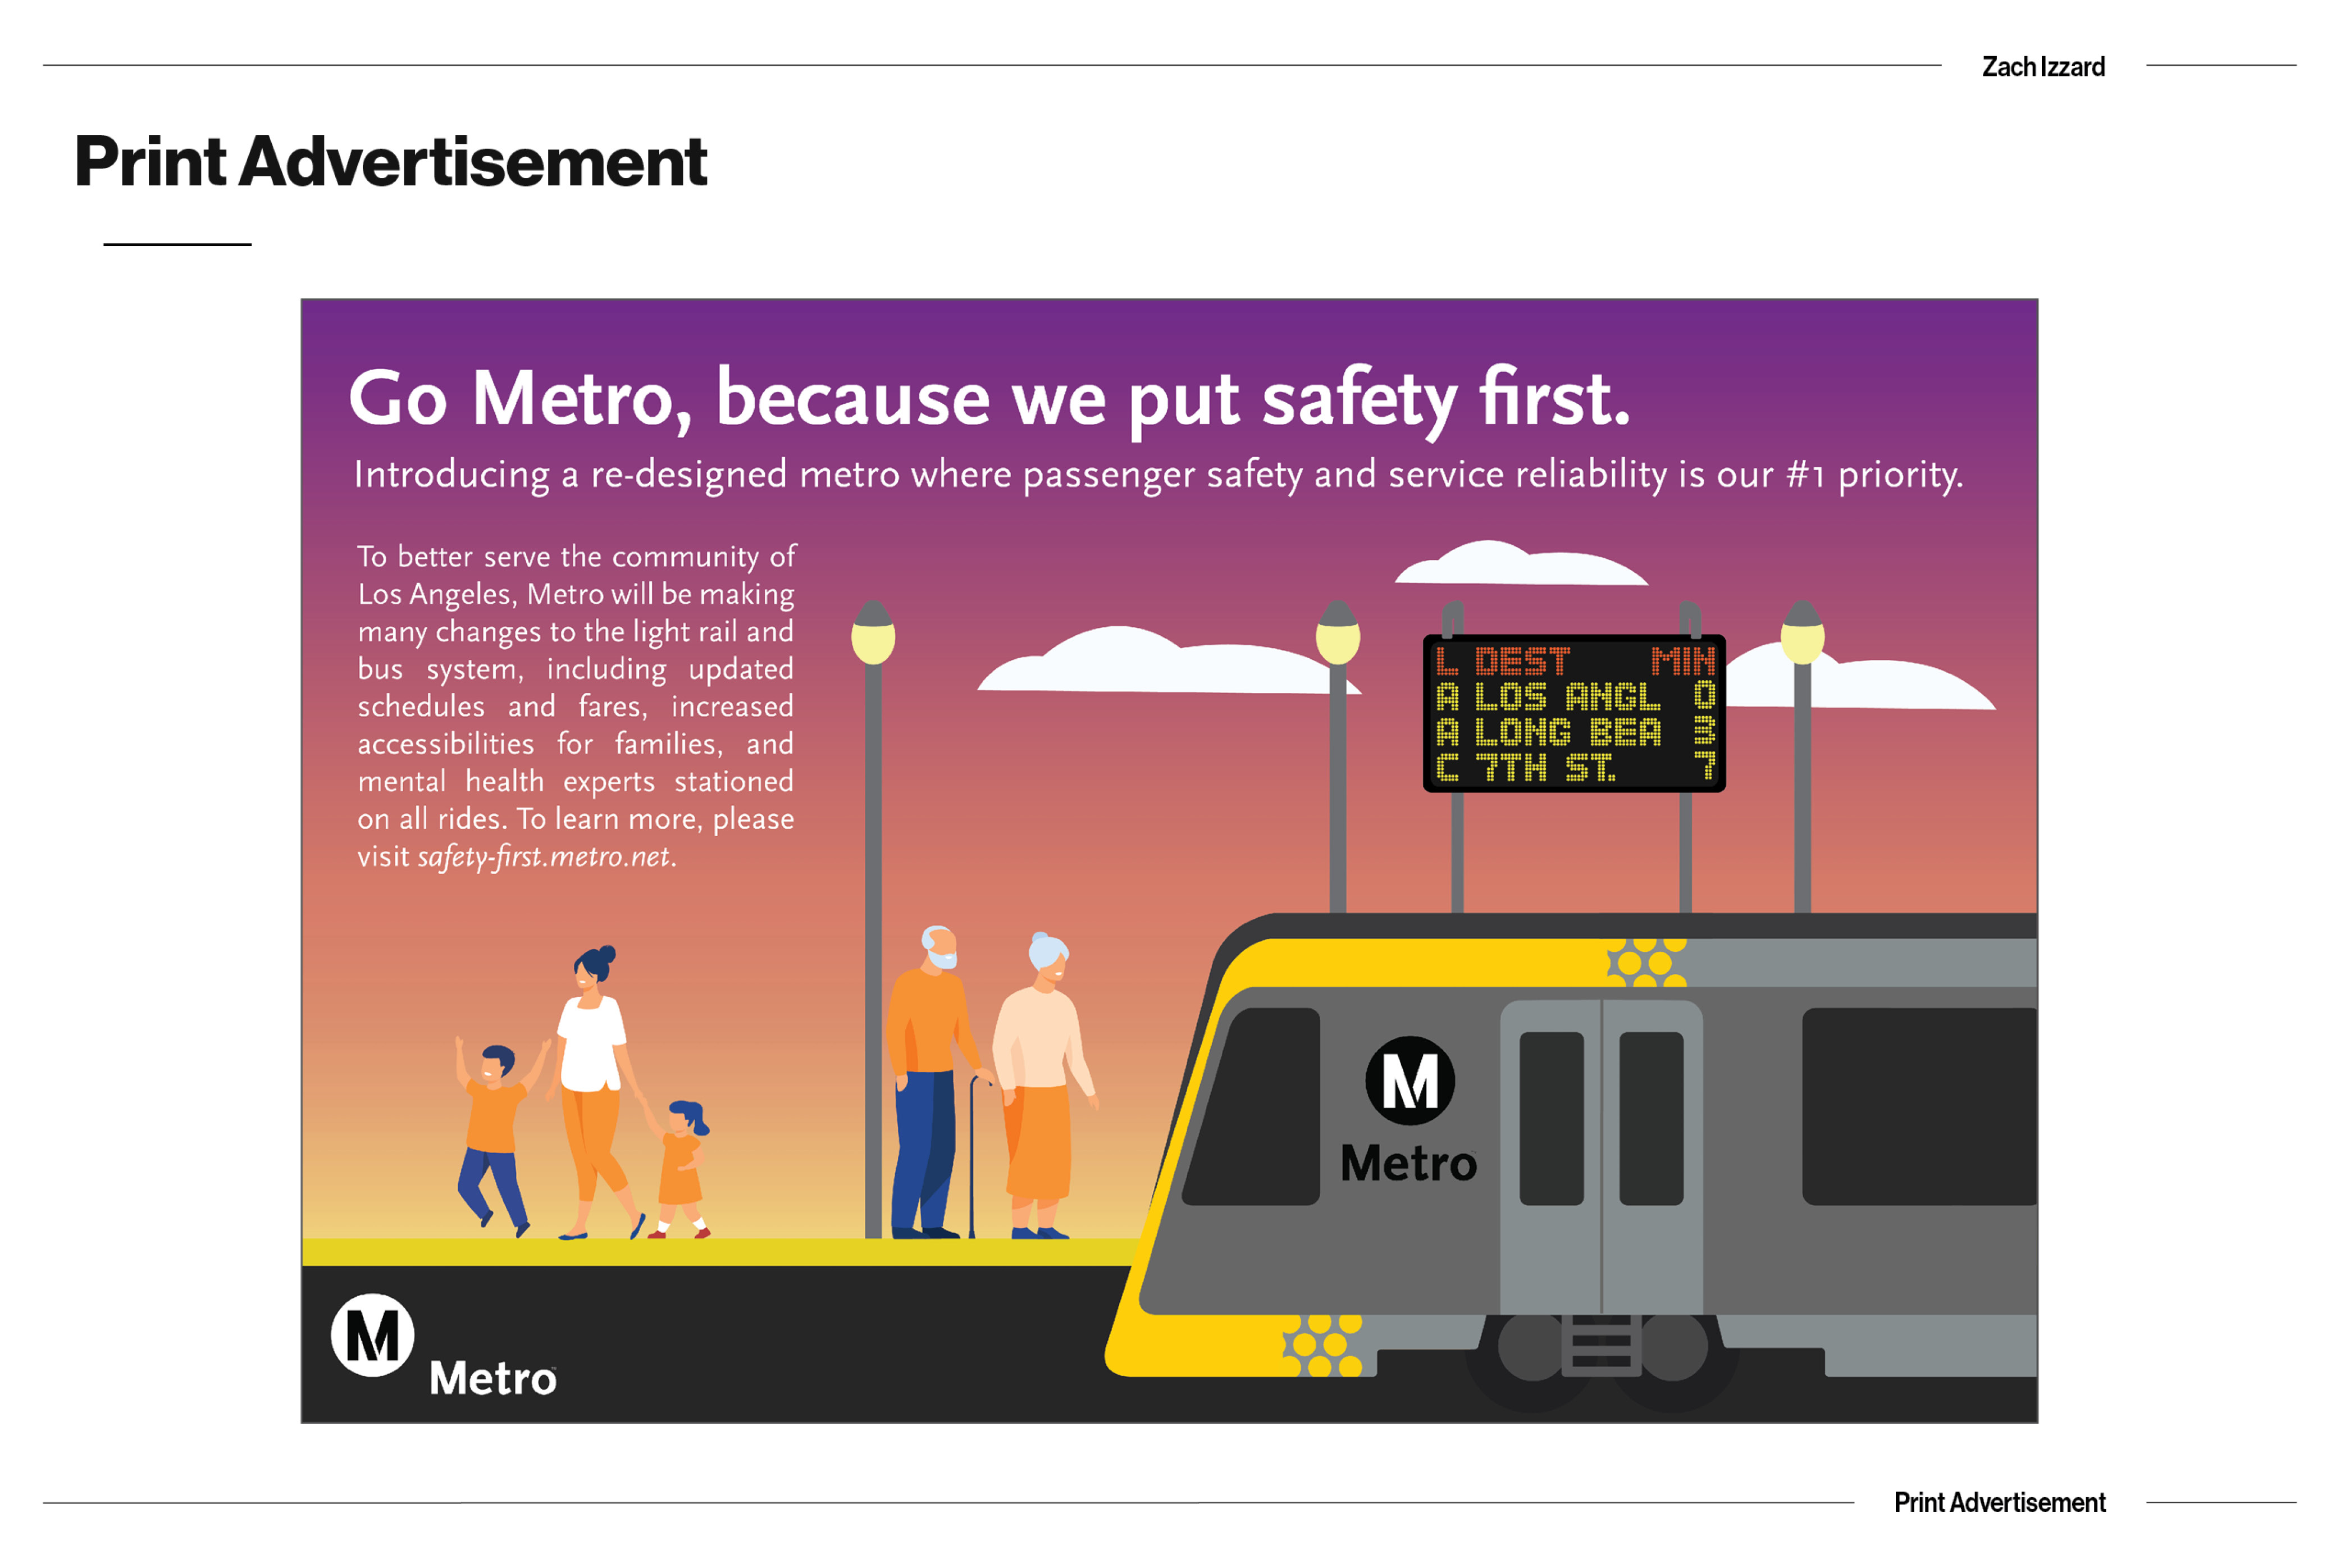 Zach Izzard
Print Advertisement
Go Metro, because we put safety first.
Introducing a re-designed metro where passenger safety and service reliability is our #1 priority.
To better serve the community of
Los Angeles, Metro will be making
many changes to the light rail and
bus system, including updated
schedules and fares, increased
accessibilities for families, and
mental health experts stationed
on all rides. To learn more, please
visit safety-first.metro.net.
L DEST MIN
A LOS ANGL 0
A LONG BEA 3
C 7TH ST. 7
M
Metro
M
Metro™
Print Advertisement